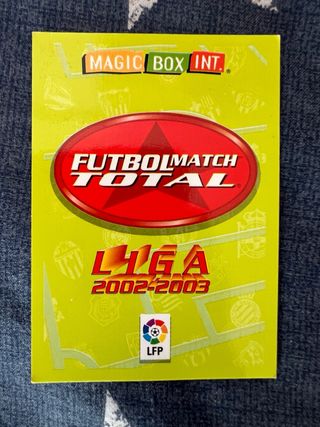 MAGIC BOX INT.®
FUTBOLMATCH
TOTAL®
LIGA
2002-2003
LFP